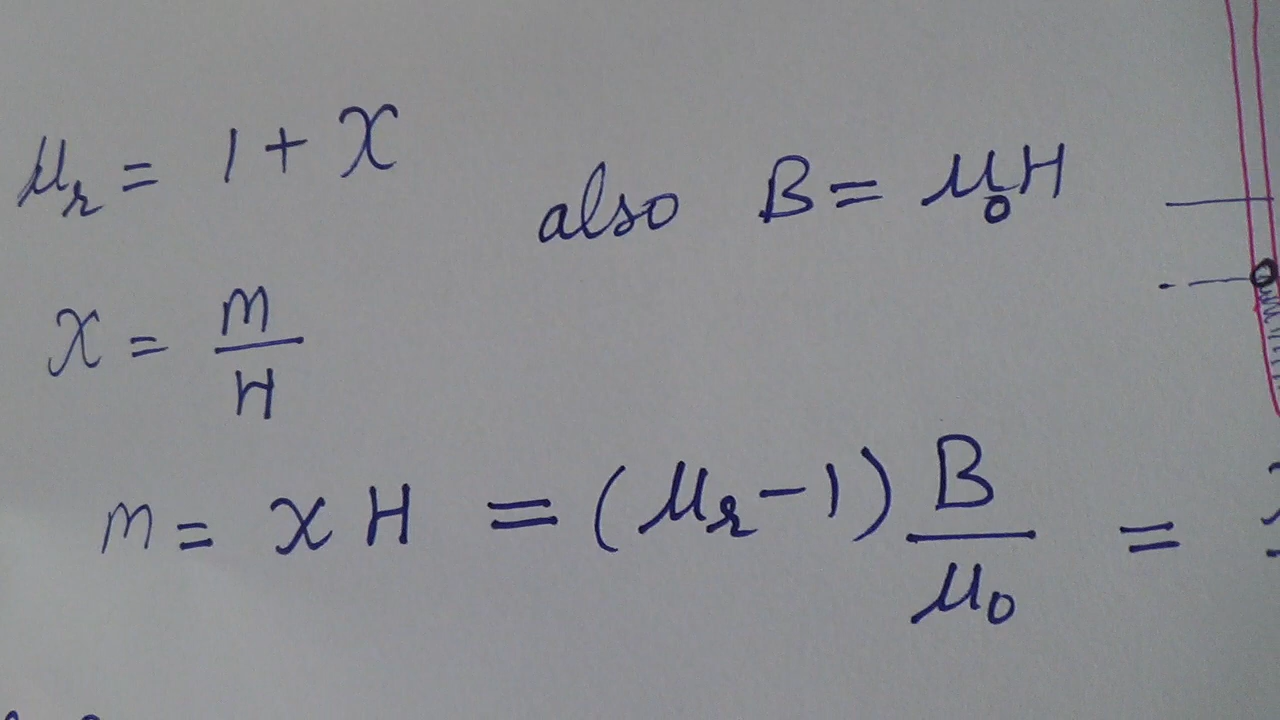 μr = 1 + χ
also B = μ0H
χ = m/H
m = χ H = (μr - 1) B/μ0 =